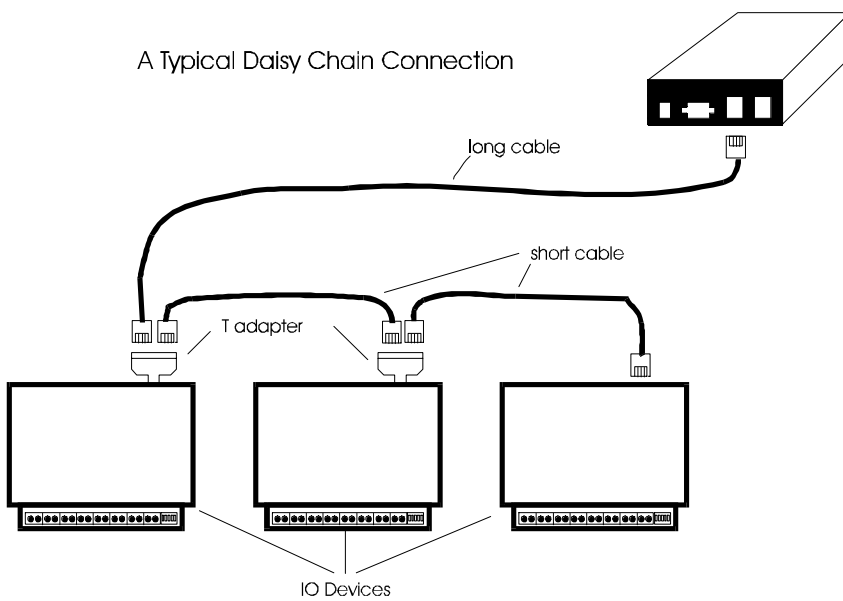 A Typical Daisy Chain Connection
long cable
short cable
T adapter
IO Devices